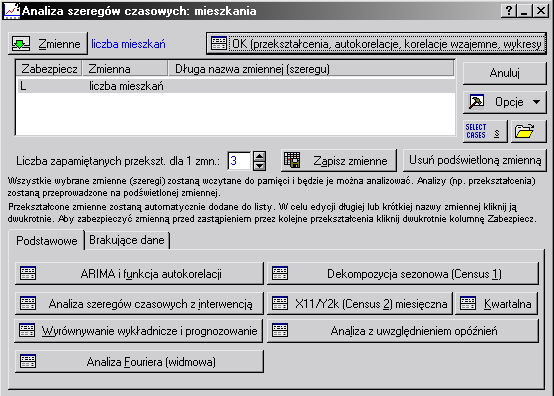 Analiza szeregów czasowych: mieszkania
Zmienne liczba mieszkań OK (przekształcenia, autokorelacje, korelacje wzajemne, wykresy
Zabezpiecz Zmienna Długa nazwa zmiennej (szeregu)
L liczba mieszkań
Anuluj
Opcje
SELECT CASES S
Liczba zapamiętanych przekszt. dla 1 zmn.: 3 Zapisz zmienne Usuń podświetloną zmienną
Wszystkie wybrane zmienne (szeregi) zostaną wczytane do pamięci i będzie je można analizować. Analizy (np. przekształcenia)
zostaną przeprowadzone na podświetlonej zmiennej.
Przekształcone zmienne zostaną automatycznie dodane do listy. W celu edycji długiej lub krótkiej nazwy zmiennej kliknij ją
dwukrotnie. Aby zabezpieczyć zmienną przed zastąpieniem przez kolejne przekształcenia kliknij dwukrotnie kolumnę Zabezpiecz.
Podstawowe Brakujące dane
ARIMA i funkcja autokorelacji Dekompozycja sezonowa (Census 1)
Analiza szeregów czasowych z interwencją X11/Y2k (Census 2) miesięczna Kwartalna
Wyrównywanie wykładnicze i prognozowanie Analiza z uwzględnieniem opóźnień
Analiza Fouriera (widmowa)